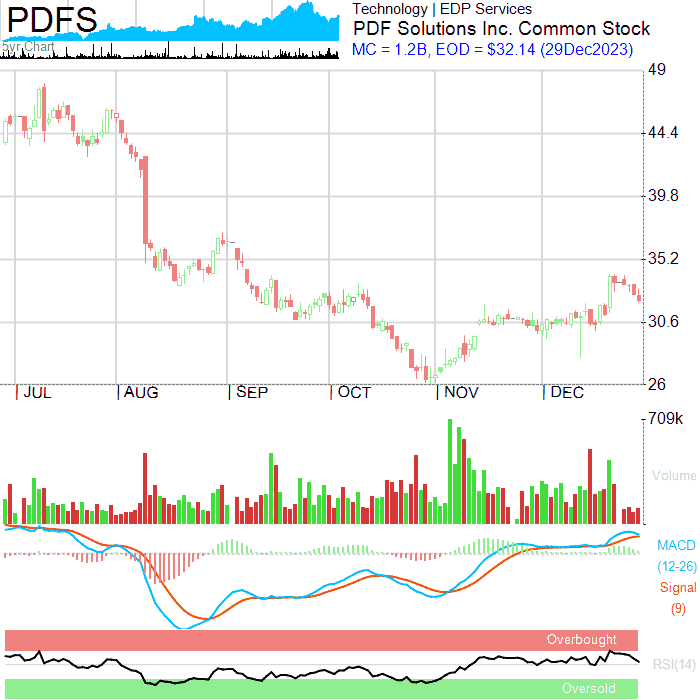 PDFS
5yr Chart
Technology | EDP Services
PDF Solutions Inc. Common Stock
MC = 1.2B, EOD = $32.14 (29Dec2023)
49
44.4
39.8
35.2
30.6
26
JUL AUG SEP OCT NOV DEC
709k
Volume
MACD
(12-26)
Signal
(9)
Overbought
RSI(14)
Oversold